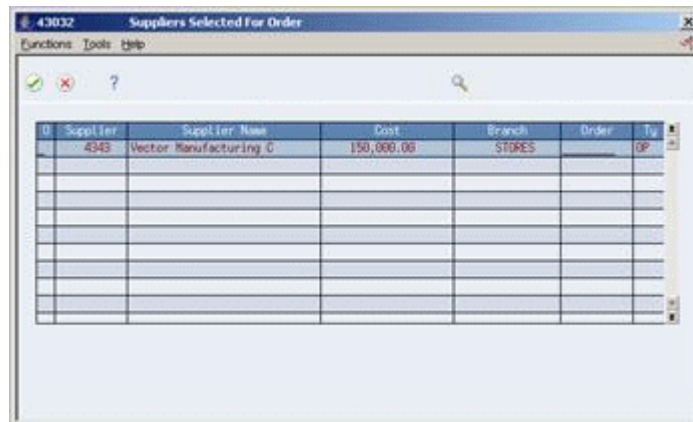 43032 Suppliers Selected For Order
Functions Tools Help
?
O Supplier Supplier Name Cost Branch Order Ty
4343 Vector Manufacturing C 150,000.00 STORES OP